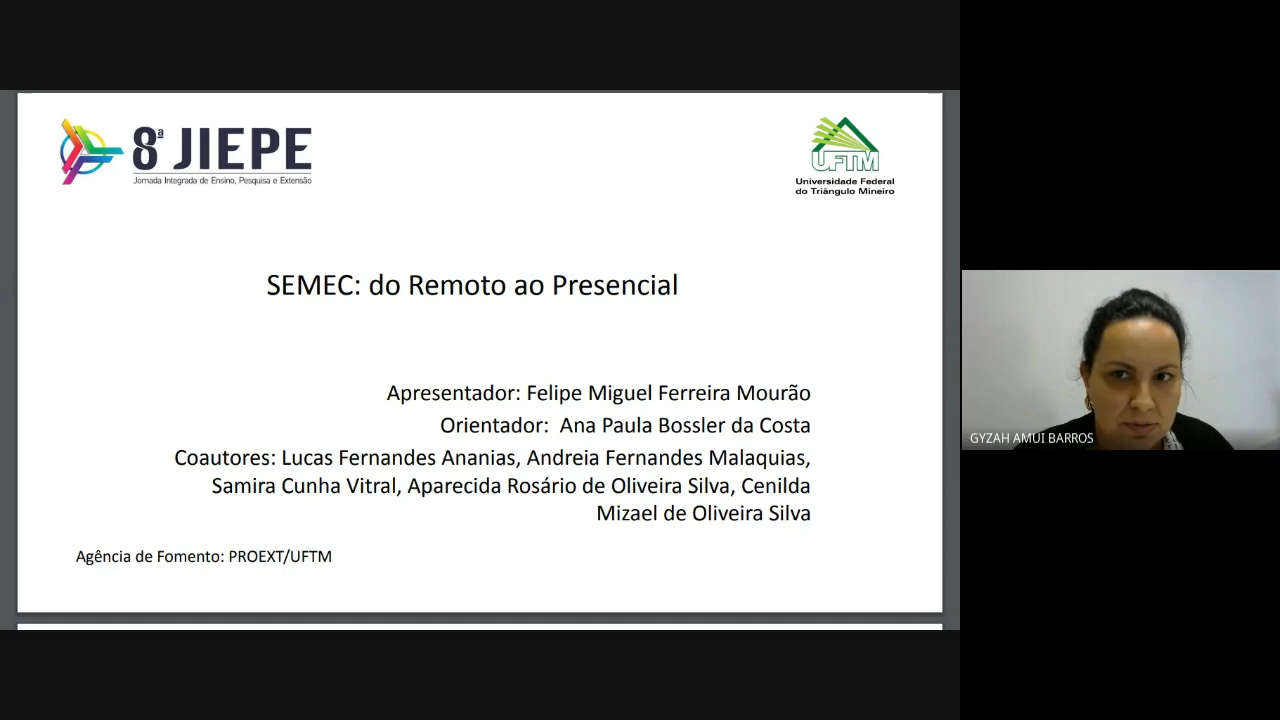 8ª JIEPE
Jornada Integrada de Ensino, Pesquisa e Extensão
UFTM
Universidade Federal
do Triângulo Mineiro
SEMEC: do Remoto ao Presencial
Apresentador: Felipe Miguel Ferreira Mourão
Orientador: Ana Paula Bossler da Costa
Coautores: Lucas Fernandes Ananias, Andreia Fernandes Malaquias,
Samira Cunha Vitral, Aparecida Rosário de Oliveira Silva, Cenilda
Mizael de Oliveira Silva
Agência de Fomento: PROEXT/UFTM
GYZAH AMUI BARROS